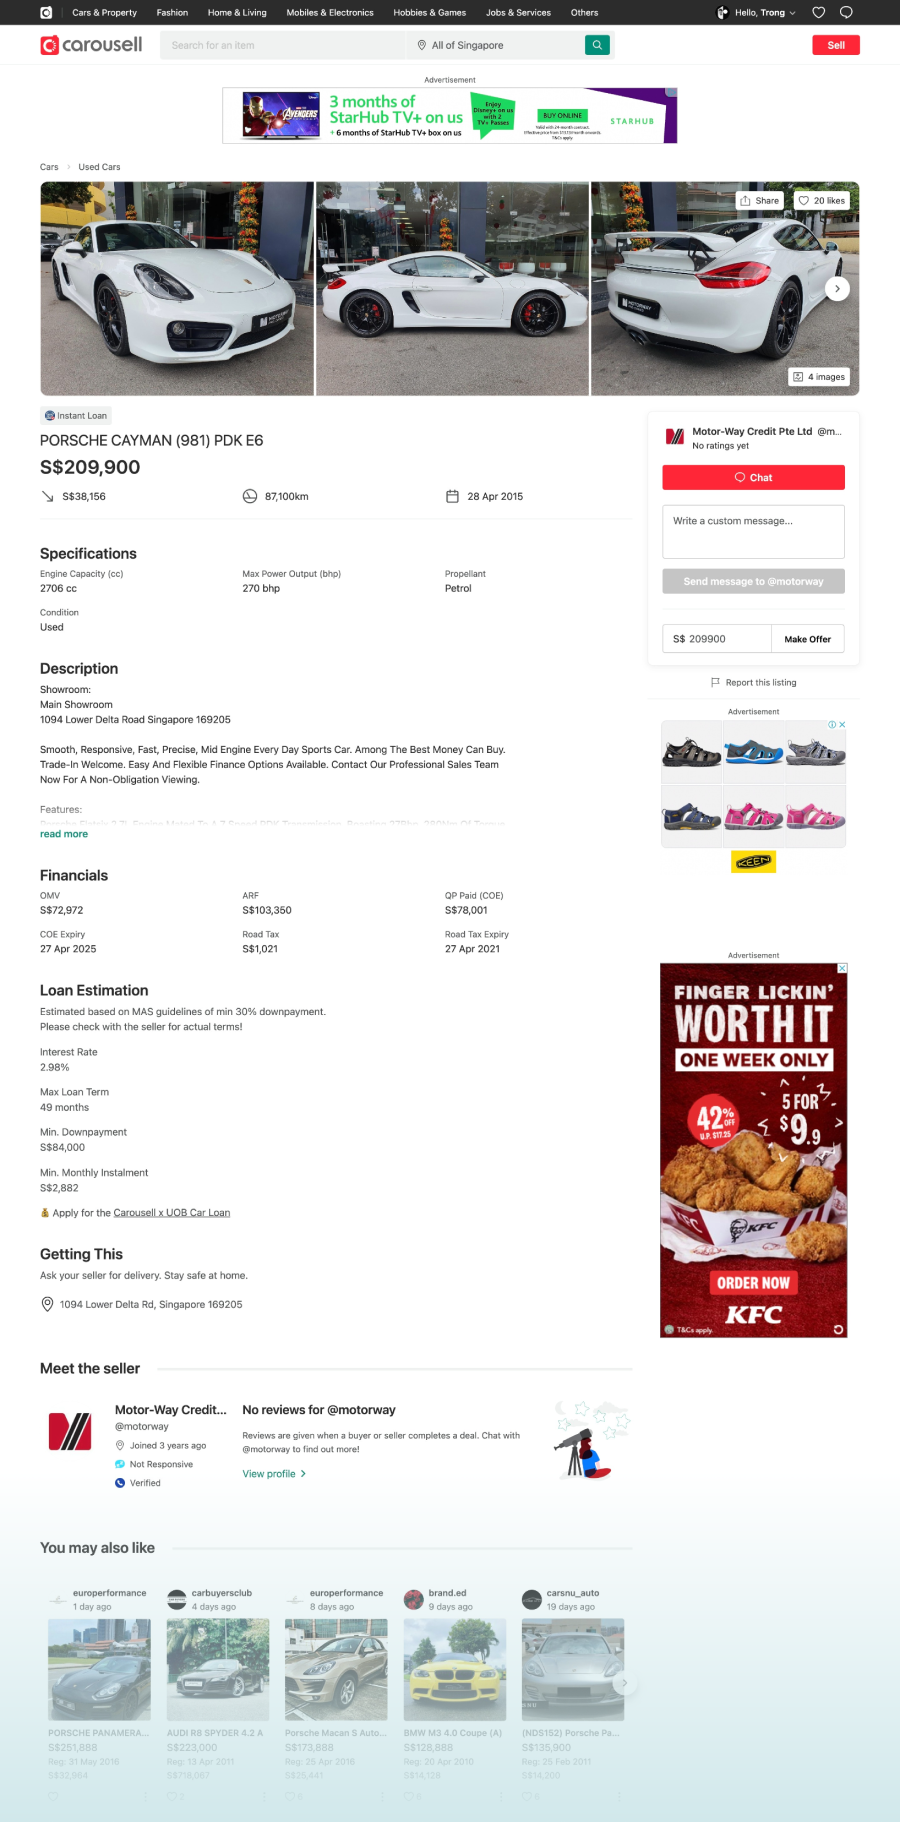 Cars & Property Fashion Home & Living Mobiles & Electronics Hobbies & Games Jobs & Services Others Hello, Trong
carousell Search for an item All of Singapore Sell
Advertisement
AVENGERS
3 months of
StarHub TV+ on us
+ 6 months of StarHub TV+ box on us
Enjoy
Disney+ on us
with 2
TV+ Passes
BUY ONLINE
Valid with 24-month contract.
T&Cs apply.
STARHUB
Cars > Used Cars
Share 20 likes
4 images
Instant Loan
PORSCHE CAYMAN (981) PDK E6
S$209,900
S$38,156 87,100km 28 Apr 2015
Motor-Way Credit Pte Ltd @m...
No ratings yet
Chat
Write a custom message...
Send message to @motorway
S$ 209900 Make Offer
Report this listing
Specifications
Engine Capacity (cc) Max Power Output (bhp) Propellant
2706 cc 270 bhp Petrol
Condition
Used
Description
Showroom:
Main Showroom
1094 Lower Delta Road Singapore 169205
Smooth, Responsive, Fast, Precise, Mid Engine Every Day Sports Car. Among The Best Money Can Buy.
Trade-In Welcome. Easy And Flexible Finance Options Available. Contact Our Professional Sales Team
Now For A Non-Obligation Viewing.
Features:
read more
Advertisement
KEEN
Financials
OMV ARF QP Paid (COE)
S$72,972 S$103,350 S$78,001
COE Expiry Road Tax Road Tax Expiry
27 Apr 2025 S$1,021 27 Apr 2021
Loan Estimation
Estimated based on MAS guidelines of min 30% downpayment.
Please check with the seller for actual terms!
Interest Rate
2.98%
Max Loan Term
49 months
Min. Downpayment
S$84,000
Min. Monthly Instalment
S$2,882
Apply for the Carousell x UOB Car Loan
Getting This
Ask your seller for delivery. Stay safe at home.
1094 Lower Delta Rd, Singapore 169205
Advertisement
FINGER LICKIN'
WORTH IT
ONE WEEK ONLY
42% OFF
U.P. $17.25
5 FOR
$9.9
KFC
KFC
ORDER NOW
KFC
T&Cs apply.
Meet the seller
Motor-Way Credit...
@motorway
Joined 3 years ago
Not Responsive
Verified
No reviews for @motorway
Reviews are given when a buyer or seller completes a deal. Chat with
@motorway to find out more!
View profile >
You may also like
europerformance carbuyersclub europerformance brand.ed carsnu_auto
1 day ago 4 days ago 8 days ago 9 days ago 19 days ago
PORSCHE PANAMERA... AUDI R8 SPYDER 4.2 A Porsche Macan S Auto... BMW M3 4.0 Coupe (A) (NDS152) Porsche Pa...
S$251,888 S$223,000 S$173,888 S$128,888 S$135,900
Reg: 31 May 2016 Reg: 13 Apr 2011 Reg: 25 Apr 2016 Reg: 20 Apr 2010 Reg: 25 Feb 2011
S$14,128 S$14,200